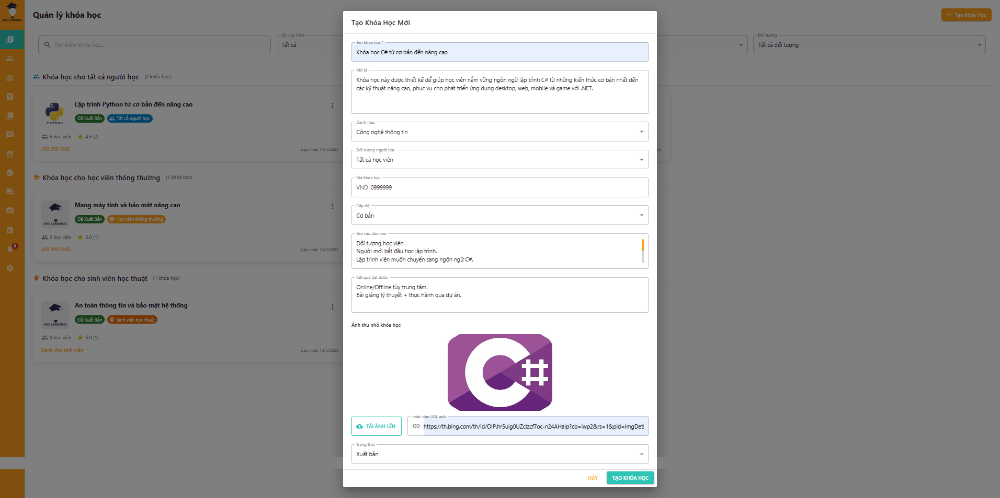 DNC LEARNING
Quản lý khóa học
Tạo Khóa Học
Tìm kiếm khóa học...
Số Học Viên
Tất cả
Đối tượng
Tất cả đối tượng
Khóa học cho tất cả người học (2 khóa học)
Lập trình Python từ cơ bản đến nâng cao
Python
Đã Xuất Bản
Tất cả người học
5 học viên
4.5 (2)
499.990 VNĐ
Cập nhật: 14/5/2025
25
Khóa học cho học viên thông thường (1 khóa học)
Mạng máy tính và bảo mật nâng cao
DNC LEARNING
Đã Xuất Bản
Học viên thông thường
2 học viên
5.0 (1)
499.990 VNĐ
Cập nhật: 13/5/2025
8
Khóa học cho sinh viên học thuật (1 khóa học)
An toàn thông tin và bảo mật hệ thống
DNC LEARNING
Đã Xuất Bản
Sinh viên học thuật
0 học viên
5.0 (1)
Dành cho sinh viên
Cập nhật: 13/5/2025
Tạo Khóa Học Mới
Tên khóa học *
Khóa học C# từ cơ bản đến nâng cao
Mô tả
Khóa học này được thiết kế để giúp học viên nắm vững ngôn ngữ lập trình C# từ những kiến thức cơ bản nhất đến
các kỹ thuật nâng cao, phục vụ cho phát triển ứng dụng desktop, web, mobile và game với .NET.
Danh mục
Công nghệ thông tin
Đối tượng người học
Tất cả học viên
Giá khóa học
VND 0999999
Cấp độ
Cơ bản
Yêu cầu đầu vào
Đối tượng học viên
Người mới bắt đầu học lập trình.
Lập trình viên muốn chuyển sang ngôn ngữ C#.
Kết quả đạt được
Online/Offline tùy trung tâm.
Bài giảng lý thuyết + thực hành qua dự án.
Ảnh thu nhỏ khóa học
C#
TẢI ẢNH LÊN
hoặc dán URL ảnh
https://th.bing.com/th/id/OIP.hr5uig0UZclzcf7oc-n24AHaIp?cb=iwp2&rs=1&pid=ImgDetl
Trạng thái
Xuất bản
HỦY
TẠO KHÓA HỌC